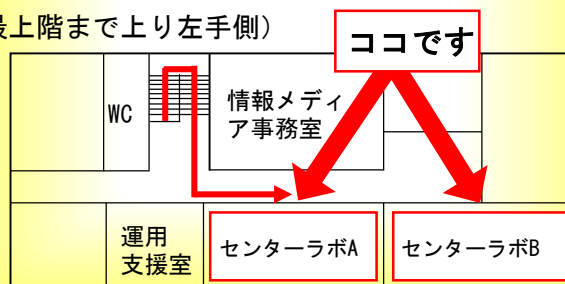 最上階まで上り左手側）
ココです
WC
情報メディ
ア事務室
運用
支援室
センターラボA
センターラボB